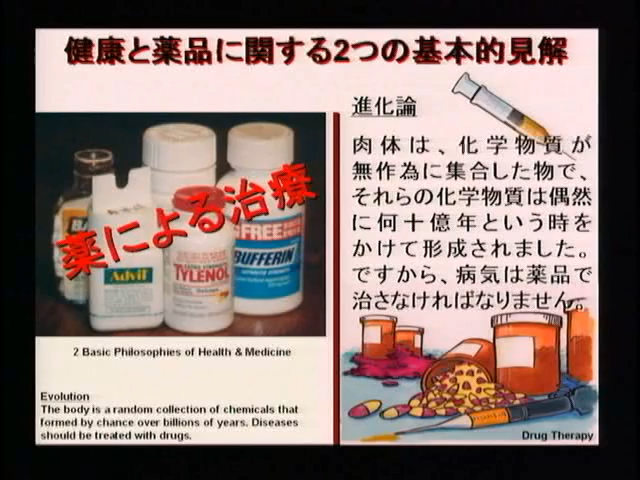 健康と薬品に関する2つの基本的見解
進化論
肉体は、化学物質が
無作為に集合した物で、
それらの化学物質は偶然
に何十億年という時を
かけて形成されました。
ですから、病気は薬品で
治さなければなりません。
薬による治療
FREE
BUFFERIN
Advil
TYLENOL
2 Basic Philosophies of Health & Medicine
Evolution
The body is a random collection of chemicals that
formed by chance over billions of years. Diseases
should be treated with drugs.
Drug Therapy